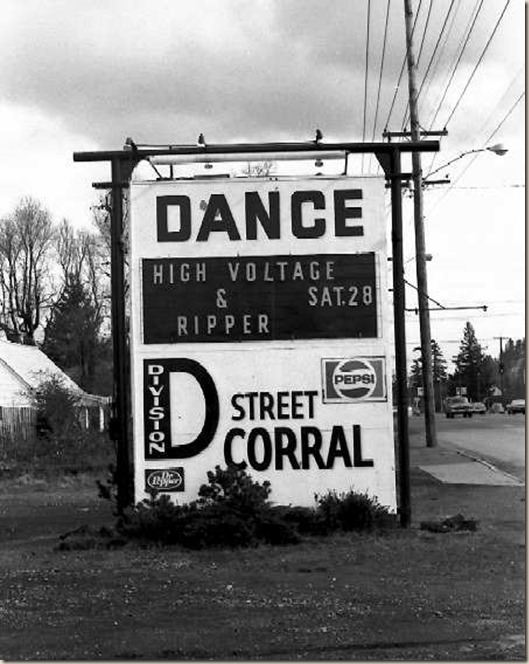 DANCE
HIGH VOLTAGE
& SAT.28
RIPPER
DIVISION
D STREET
CORRAL
PEPSI
Dr Pepper